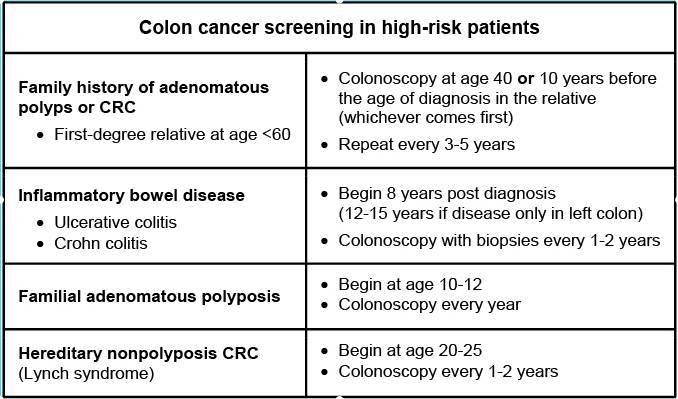 Colon cancer screening in high-risk patients
Family history of adenomatous
polyps or CRC
• First-degree relative at age <60
• Colonoscopy at age 40 or 10 years before
the age of diagnosis in the relative
(whichever comes first)
• Repeat every 3-5 years
Inflammatory bowel disease
• Ulcerative colitis
• Crohn colitis
• Begin 8 years post diagnosis
(12-15 years if disease only in left colon)
• Colonoscopy with biopsies every 1-2 years
Familial adenomatous polyposis
• Begin at age 10-12
• Colonoscopy every year
Hereditary nonpolyposis CRC
(Lynch syndrome)
• Begin at age 20-25
• Colonoscopy every 1-2 years